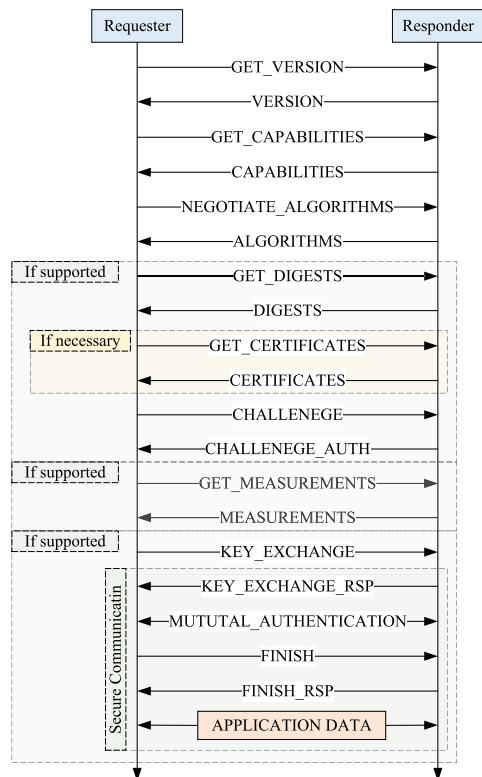 Requester
Responder
GET_VERSION
VERSION
GET_CAPABILITIES
CAPABILITIES
NEGOTIATE_ALGORITHMS
ALGORITHMS
If supported
GET_DIGESTS
DIGESTS
If necessary
GET_CERTIFICATES
CERTIFICATES
CHALLENEGE
CHALLENEGE_AUTH
If supported
GET_MEASUREMENTS
MEASUREMENTS
If supported
KEY_EXCHANGE
Secure Communicatin
KEY_EXCHANGE_RSP
MUTUTAL_AUTHENTICATION
FINISH
FINISH_RSP
APPLICATION DATA